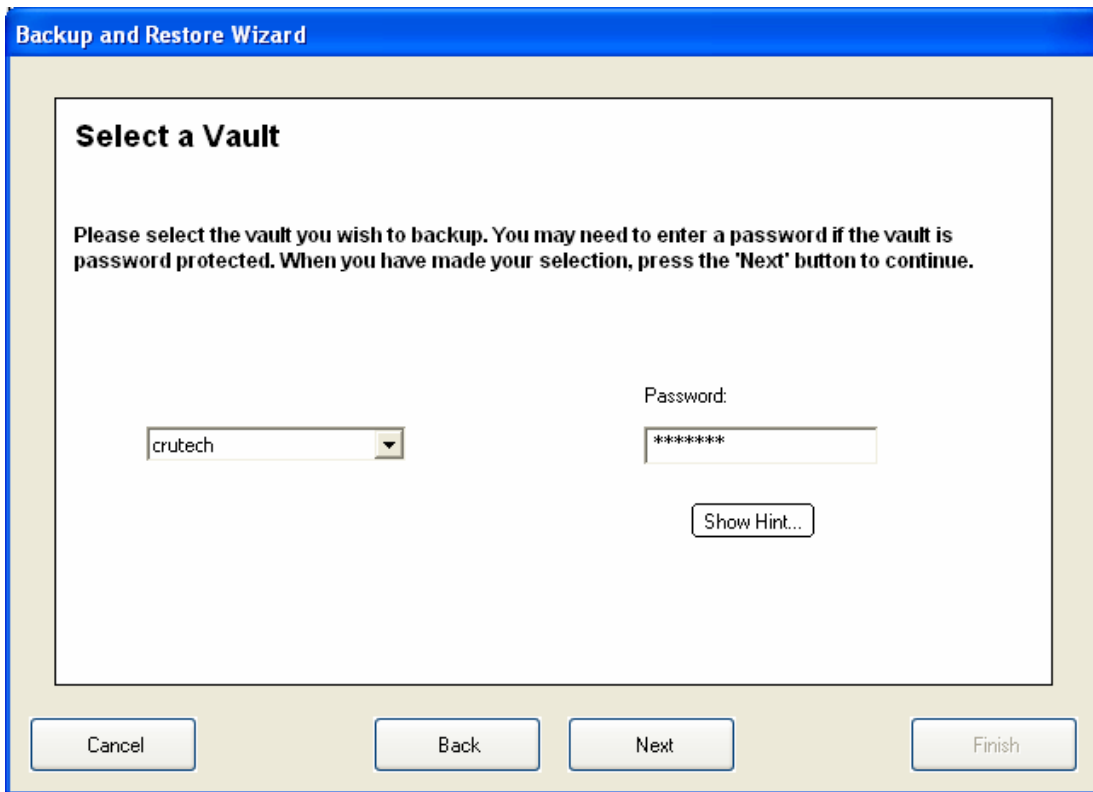 Backup and Restore Wizard
Select a Vault
Please select the vault you wish to backup. You may need to enter a password if the vault is
password protected. When you have made your selection, press the 'Next' button to continue.
Password:
crutech
*******
Show Hint...
Cancel
Back
Next
Finish